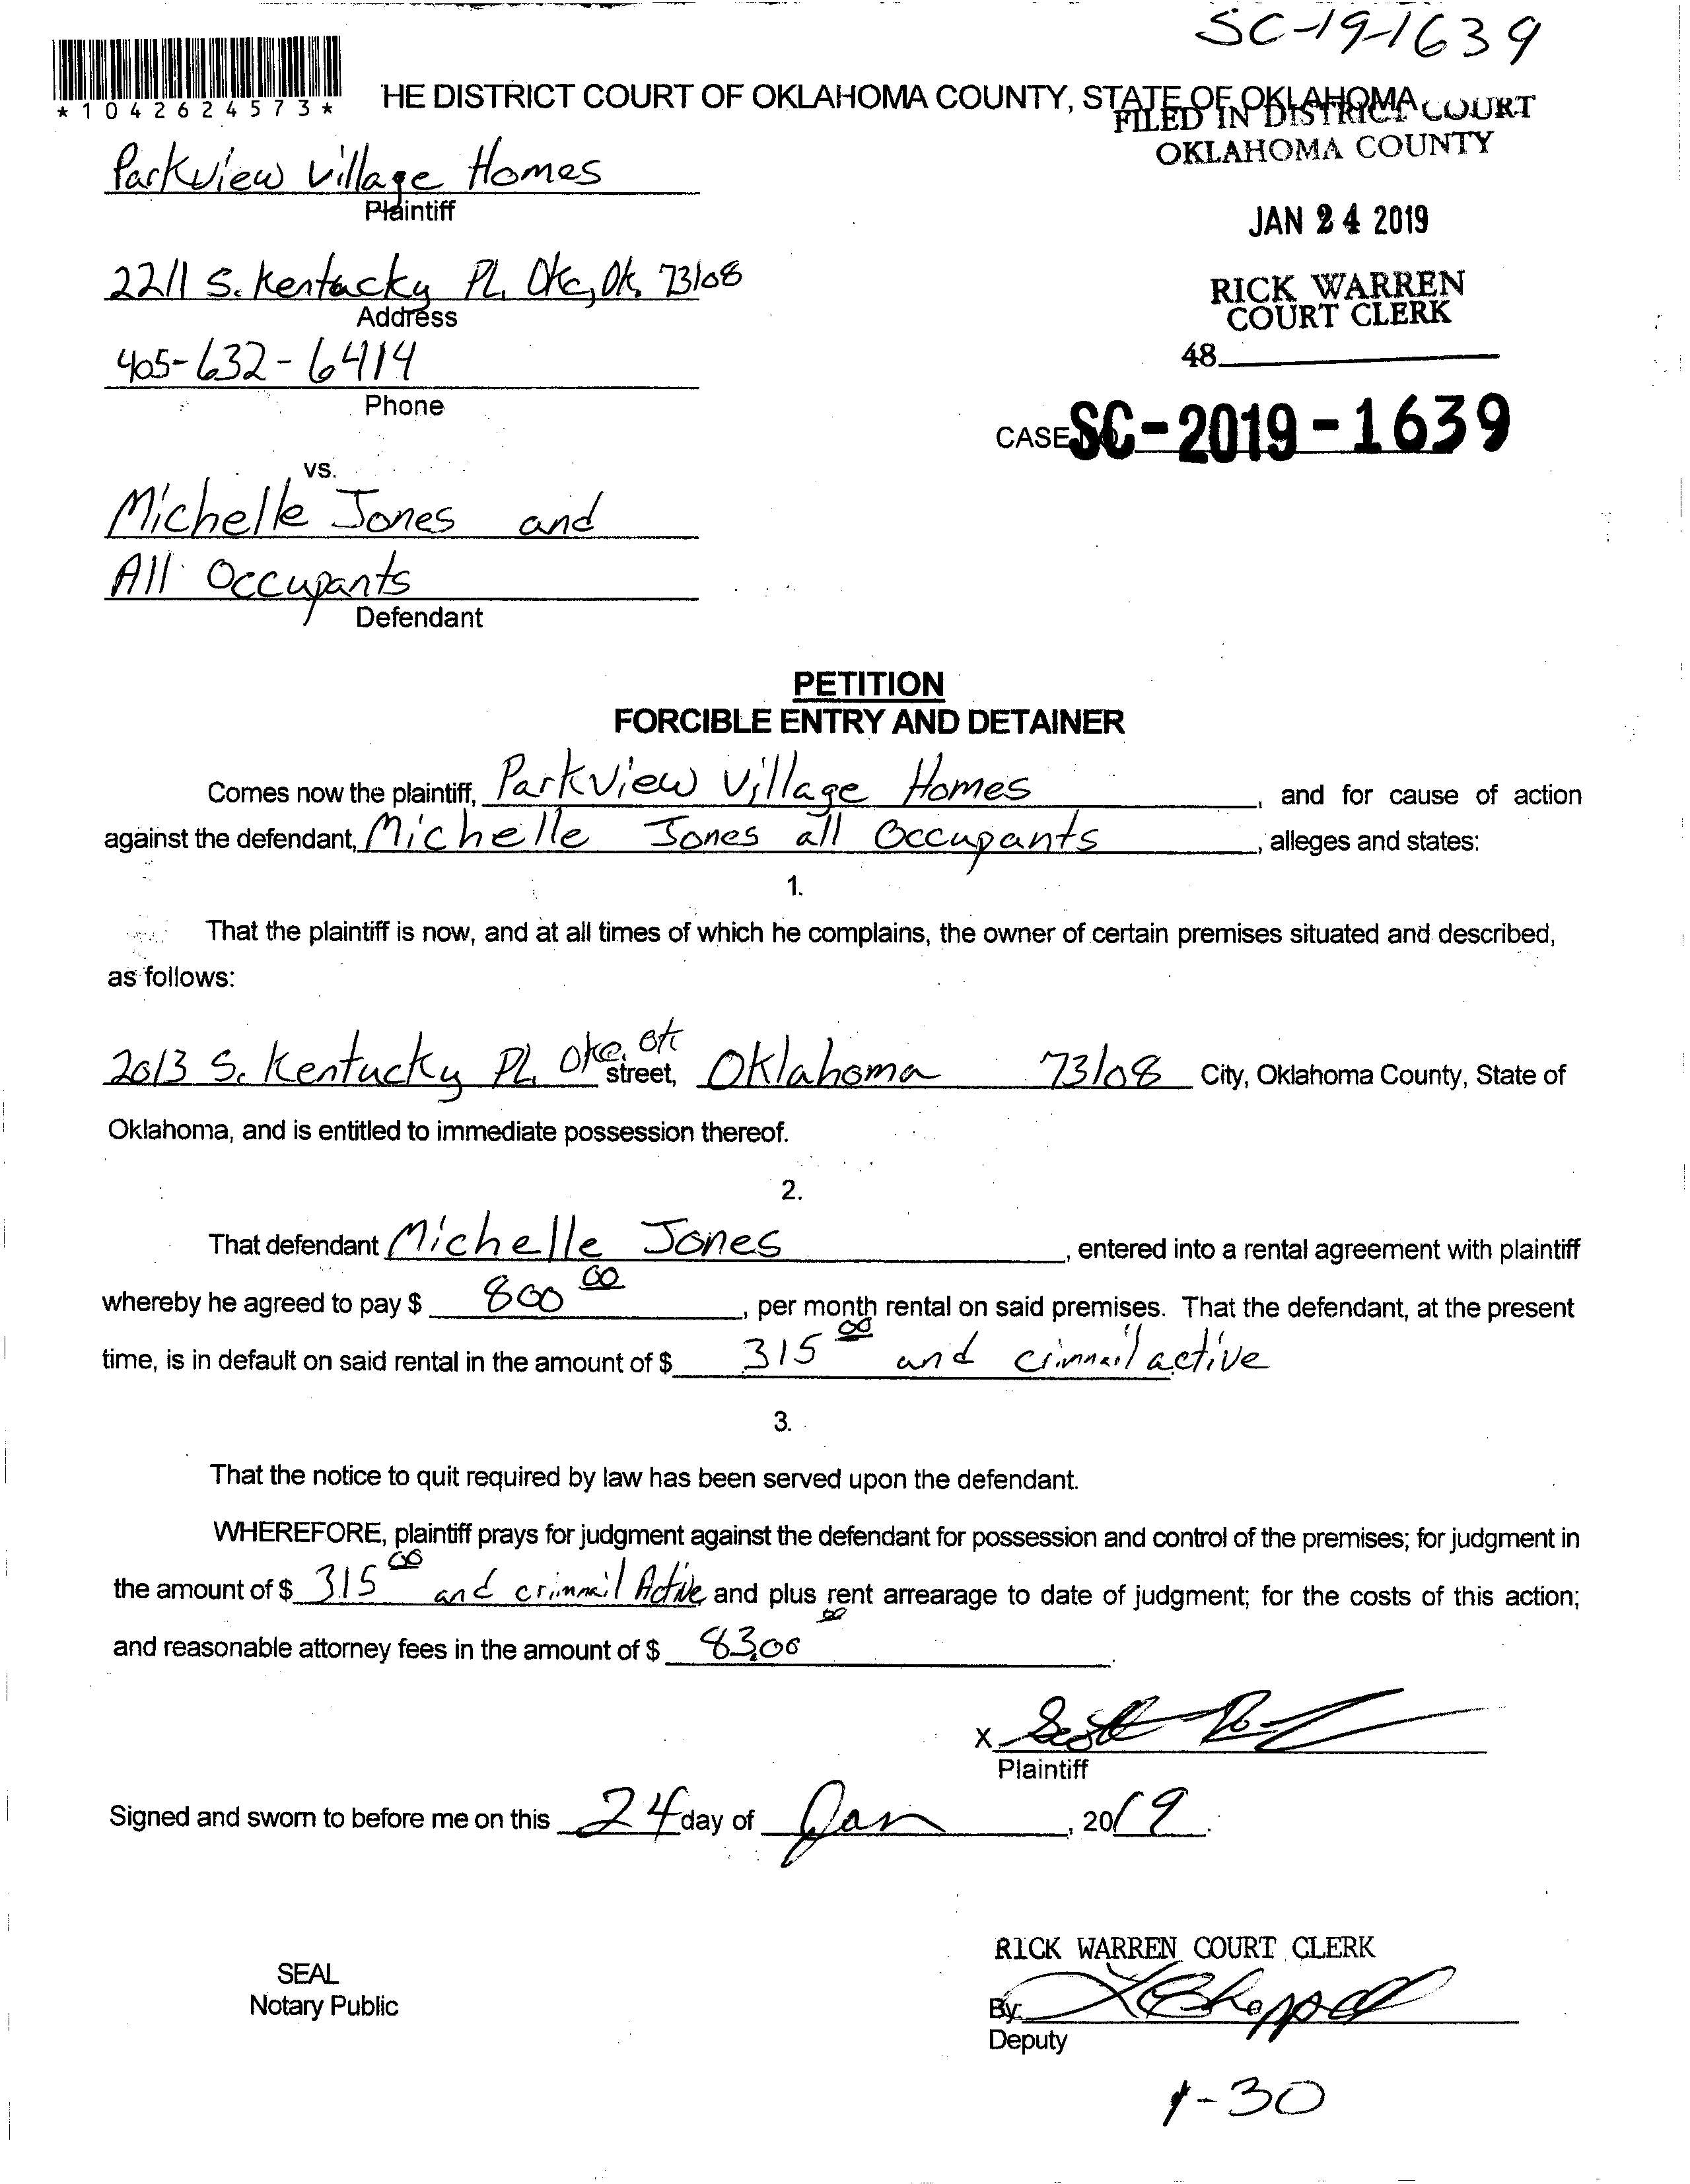 SC-19-1639
*1042624573*
HE DISTRICT COURT OF OKLAHOMA COUNTY, STATE OF OKLAHOMA
FILED IN DISTRICT COURT
OKLAHOMA COUNTY
Parkview Village Homes
Plaintiff
JAN 24 2019
2211 S. Kentucky PL. Okc, Ok. 73108
Address
RICK WARREN
COURT CLERK
405-632-6414
48
Phone
CASE NO. SC-2019-1639
vs.
Michelle Jones and
All Occupants
Defendant
PETITION
FORCIBLE ENTRY AND DETAINER
Comes now the plaintiff, Parkview Village Homes, and for cause of action
against the defendant, Michelle Jones all Occupants, alleges and states:
1.
That the plaintiff is now, and at all times of which he complains, the owner of certain premises situated and described,
as follows:
2013 S. Kentucky PL. Okc. Ok street, Oklahoma 73108 City, Oklahoma County, State of
Oklahoma, and is entitled to immediate possession thereof.
2.
That defendant Michelle Jones, entered into a rental agreement with plaintiff
whereby he agreed to pay $ 800 00, per month rental on said premises. That the defendant, at the present
time, is in default on said rental in the amount of $ 315 00 and active
3.
That the notice to quit required by law has been served upon the defendant.
WHEREFORE, plaintiff prays for judgment against the defendant for possession and control of the premises; for judgment in
the amount of $ 315 00 and Active and plus rent arrearage to date of judgment; for the costs of this action;
and reasonable attorney fees in the amount of $ 83.00
X
Plaintiff
Signed and sworn to before me on this 24 day of Jan, 2019.
RICK WARREN COURT CLERK
SEAL
Notary Public
By:
Deputy
1-30